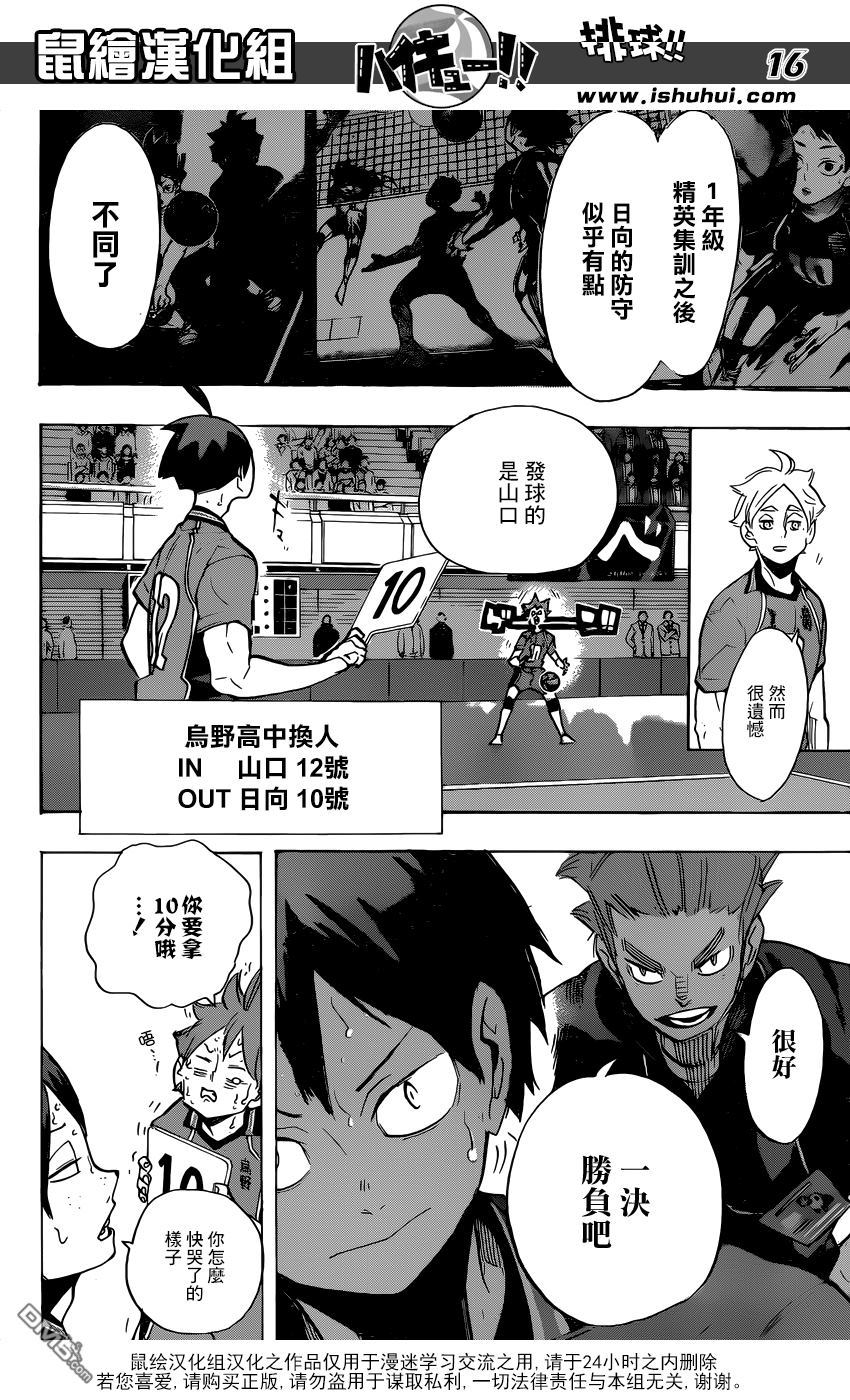 鼠繪漢化組
ハイキュー!!
排球!!
16
www.ishuhui.com
1年級
精英集訓之後
日向的防守
似乎有點
不同了
然而
很遺憾
發球的
是山口
べ
10
12
烏野高中換人
IN 山口 12號
OUT 日向 10號
很好
一決
勝負吧
你要拿
10分哦
…!
唔…
10
烏野
你怎麼
快哭了的
樣子
鼠绘汉化组汉化之作品仅用于漫迷学习交流之用, 请于24小时之内删除
若您喜爱, 请购买正版, 请勿盗用于谋取私利, 一切法律责任与本组无关, 谢谢。